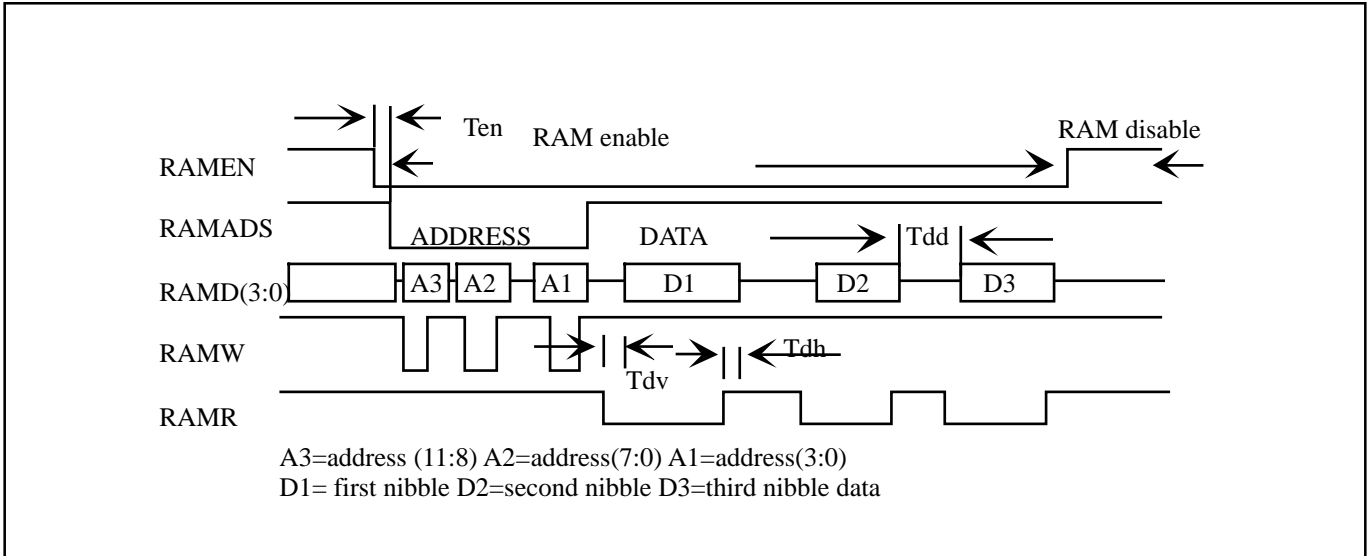 Ten
RAM enable
RAM disable
RAMEN
RAMADS
ADDRESS DATA Tdd
RAMD(3:0) A3 A2 A1 D1 D2 D3
RAMW
Tdh
Tdv
RAMR
A3=address (11:8) A2=address(7:0) A1=address(3:0)
D1= first nibble D2=second nibble D3=third nibble data